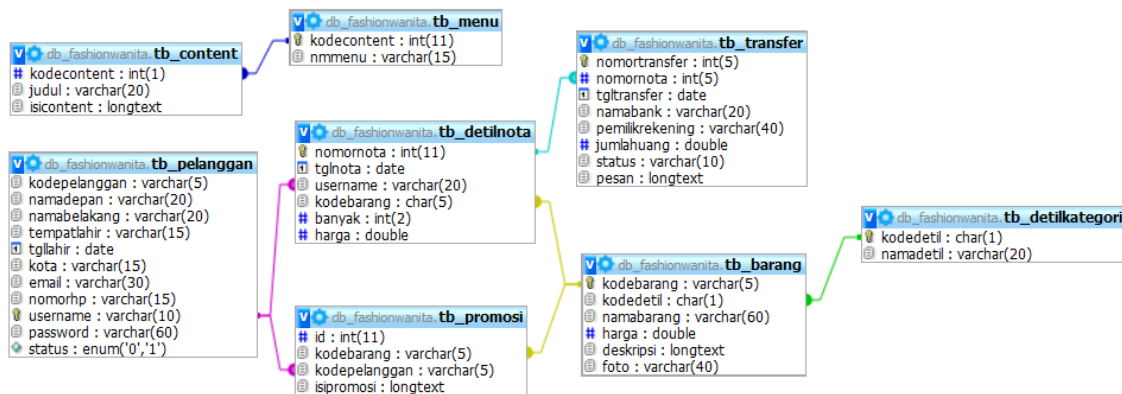 db_fashionwanita.tb_content
# kodecontent : int(1)
judul : varchar(20)
isicontent : longtext
db_fashionwanita.tb_menu
kodecontent : int(11)
nmmenu : varchar(15)
db_fashionwanita.tb_transfer
nomortransfer : int(5)
# nomornota : int(5)
tgltransfer : date
namabank : varchar(20)
pemilikrekening : varchar(40)
# jumlahuang : double
status : varchar(10)
pesan : longtext
db_fashionwanita.tb_pelanggan
kodepelanggan : varchar(5)
namadepan : varchar(20)
namabelakang : varchar(20)
tempatlahir : varchar(15)
tgllahir : date
kota : varchar(15)
email : varchar(30)
nomorhp : varchar(15)
username : varchar(10)
password : varchar(60)
status : enum('0','1')
db_fashionwanita.tb_detilnota
nomornota : int(11)
tglnota : date
username : varchar(20)
kodebarang : char(5)
# banyak : int(2)
# harga : double
db_fashionwanita.tb_promosi
# id : int(11)
kodebarang : varchar(5)
kodepelanggan : varchar(5)
isipromosi : longtext
db_fashionwanita.tb_barang
kodebarang : varchar(5)
kodedetil : char(1)
namabarang : varchar(60)
# harga : double
deskripsi : longtext
foto : varchar(40)
db_fashionwanita.tb_detilkategori
kodedetil : char(1)
namadetil : varchar(20)